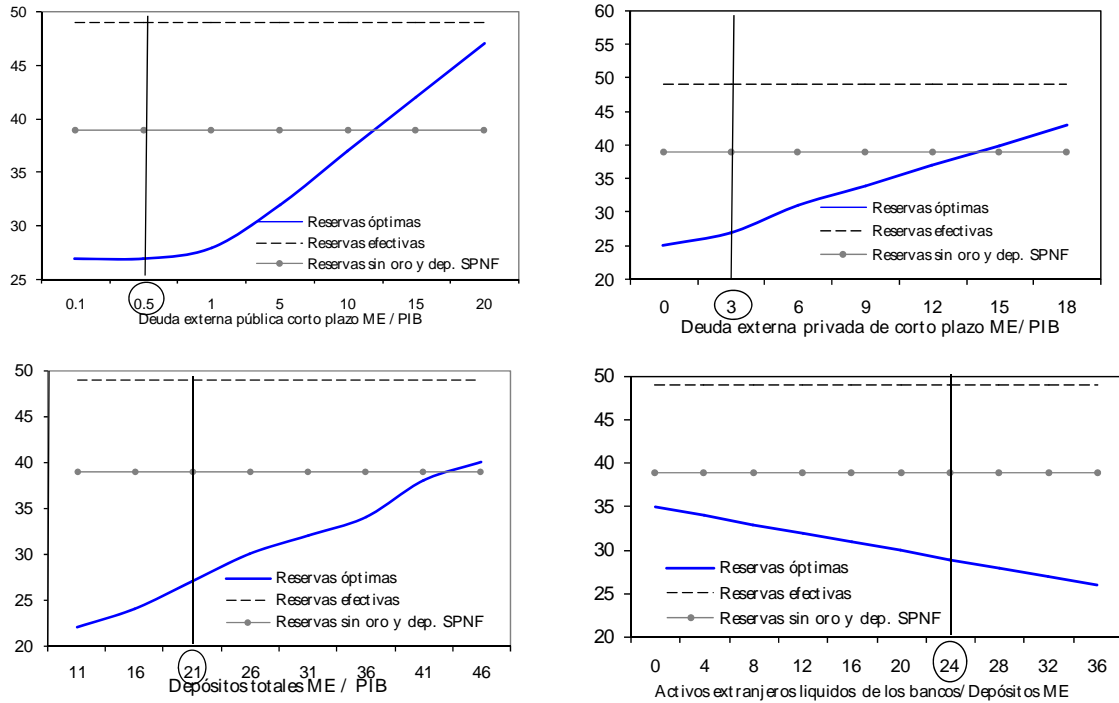 50
45
40
35
30
25
Reservas óptimas
Reservas efectivas
Reservas sin oro y dep. SPNF
0.1 0.5 1 5 10 15 20
Deuda externa pública corto plazo ME / PIB
60
55
50
45
40
35
30
25
20
Reservas óptimas
Reservas efectivas
Reservas sin oro y dep. SPNF
0 3 6 9 12 15 18
Deuda externa privada de corto plazo ME/ PIB
50
45
40
35
30
25
20
Reservas óptimas
Reservas efectivas
Reservas sin oro y dep. SPNF
11 16 21 26 31 36 41 46
Depósitos totales ME / PIB
50
45
40
35
30
25
20
Reservas óptimas
Reservas efectivas
Reservas sin oro y dep. SPNF
0 4 8 12 16 20 24 28 32 36
Activos extranjeros liquidos de los bancos/ Depósitos ME